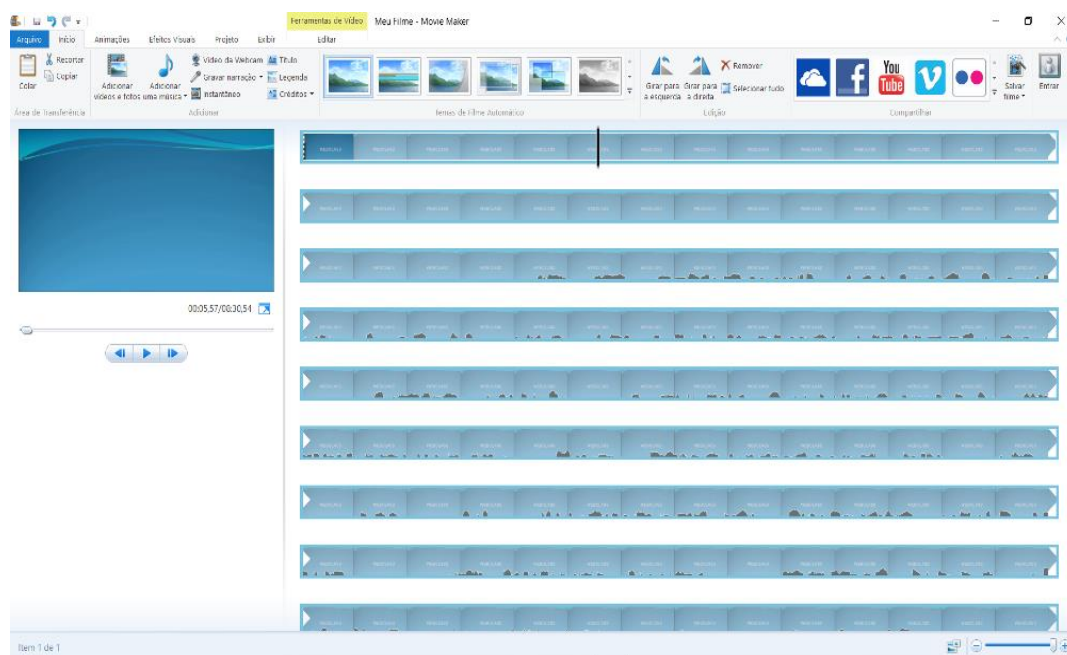 Ferramentas de Vídeo Meu Filme - Movie Maker
Arquivo Início Animações Efeitos Visuais Projeto Exibir Editar
Colar
Recortar
Copiar
Área de Transferência
Adicionar vídeos e fotos
Adicionar uma música
Vídeo da Webcam
Gravar narração
Instantâneo
Título
Legenda
Créditos
Adicionar
Temas de Filme Automático
Girar para a esquerda
Girar para a direita
Remover
Selecionar tudo
Edição
You
Tube
Compartilhar
Salvar filme
Entrar
00:05,57/08:30,54
Item 1 de 1